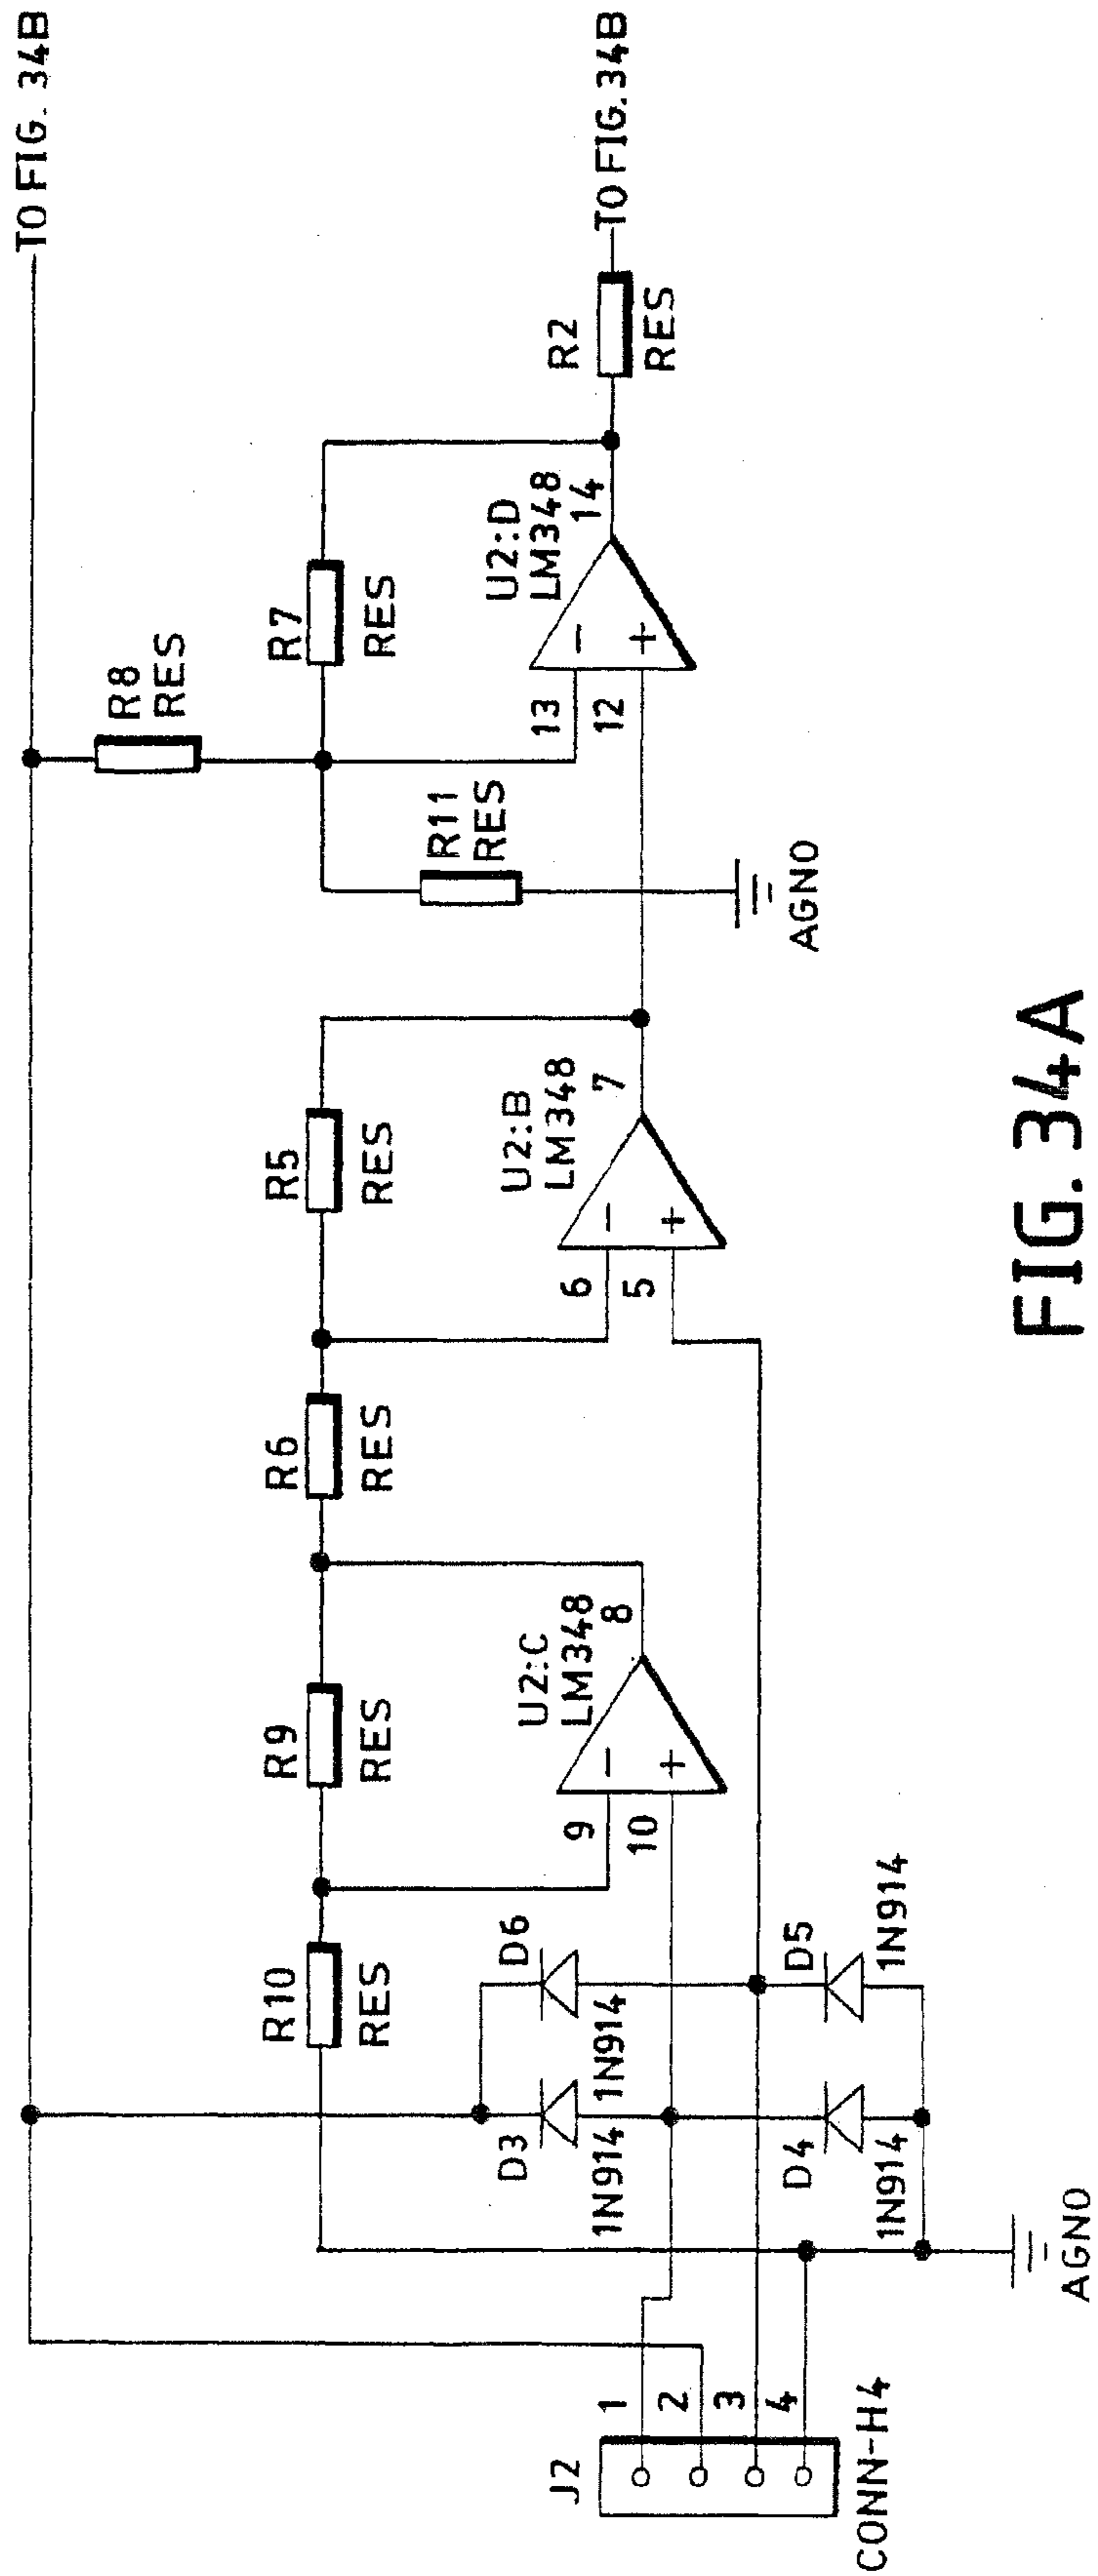 TO FIG. 34B
R8
RES
R7
RES
R5
RES
R6
RES
R9
RES
R10
RES
R11
RES
U2:D
LM348
14
13
12
R2
RES
TO FIG. 34B
U2:B
LM348
7
6
5
U2:C
LM348
8
9
10
AGNO
D3
1N914
D6
1N914
D4
1N914
D5
1N914
J2
1
2
3
4
CONN-H4
AGNO
FIG. 34A